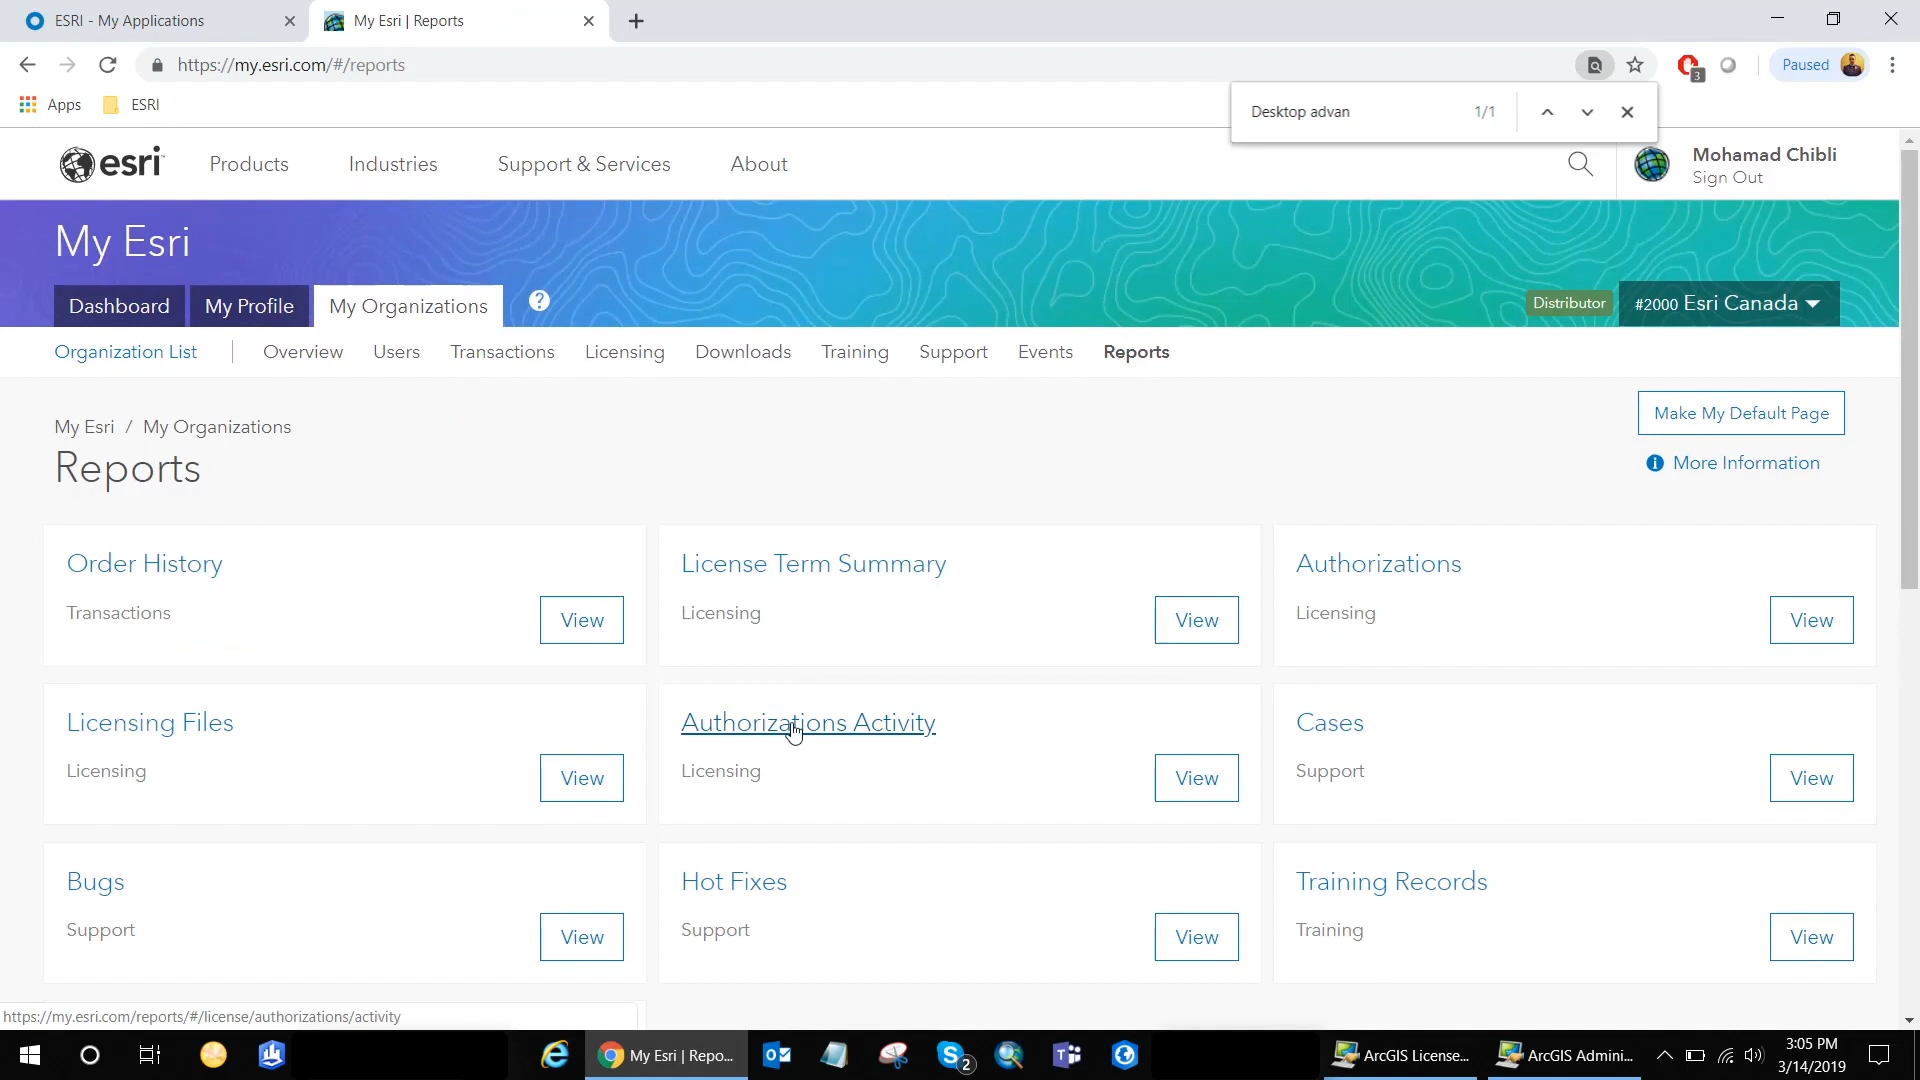 ESRI - My Applications
My Esri | Reports
https://my.esri.com/#/reports
Paused
3
Apps
ESRI
Desktop advan
1/1
esri
Products
Industries
Support & Services
About
Mohamad Chibli
Sign Out
My Esri
Dashboard
My Profile
My Organizations
?
Distributor
#2000 Esri Canada
Organization List
Overview
Users
Transactions
Licensing
Downloads
Training
Support
Events
Reports
My Esri / My Organizations
Make My Default Page
Reports
More Information
Order History
Transactions
View
License Term Summary
Licensing
View
Authorizations
Licensing
View
Licensing Files
Licensing
View
Authorizations Activity
Licensing
View
Cases
Support
View
Bugs
Support
View
Hot Fixes
Support
View
Training Records
Training
View
https://my.esri.com/reports/#/license/authorizations/activity
My Esri | Repo...
2
ArcGIS License...
ArcGIS Admini...
3:05 PM
3/14/2019